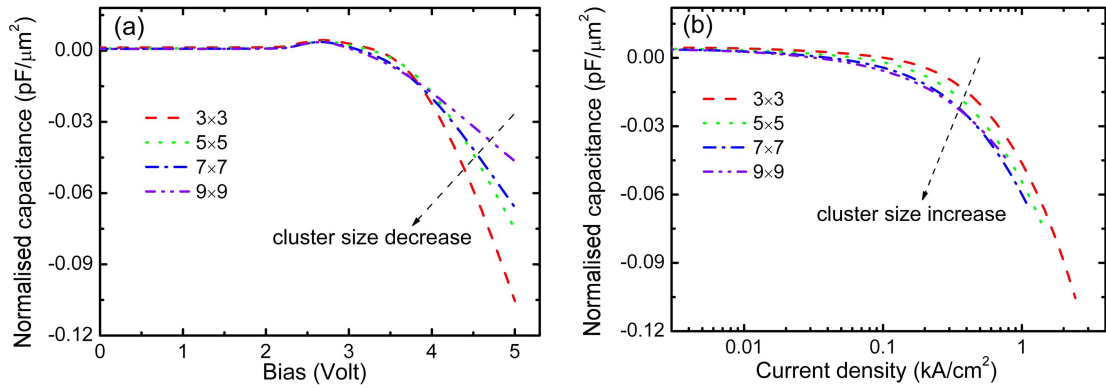 (a)
Normalised capacitance (pF/μm²)
0.00
-0.03
-0.06
-0.09
-0.12
3×3
5×5
7×7
9×9
cluster size decrease
0 1 2 3 4 5
Bias (Volt)
(b)
Normalised capacitance (pF/μm²)
0.00
-0.03
-0.06
-0.09
-0.12
3×3
5×5
7×7
9×9
cluster size increase
0.01 0.1 1
Current density (kA/cm²)